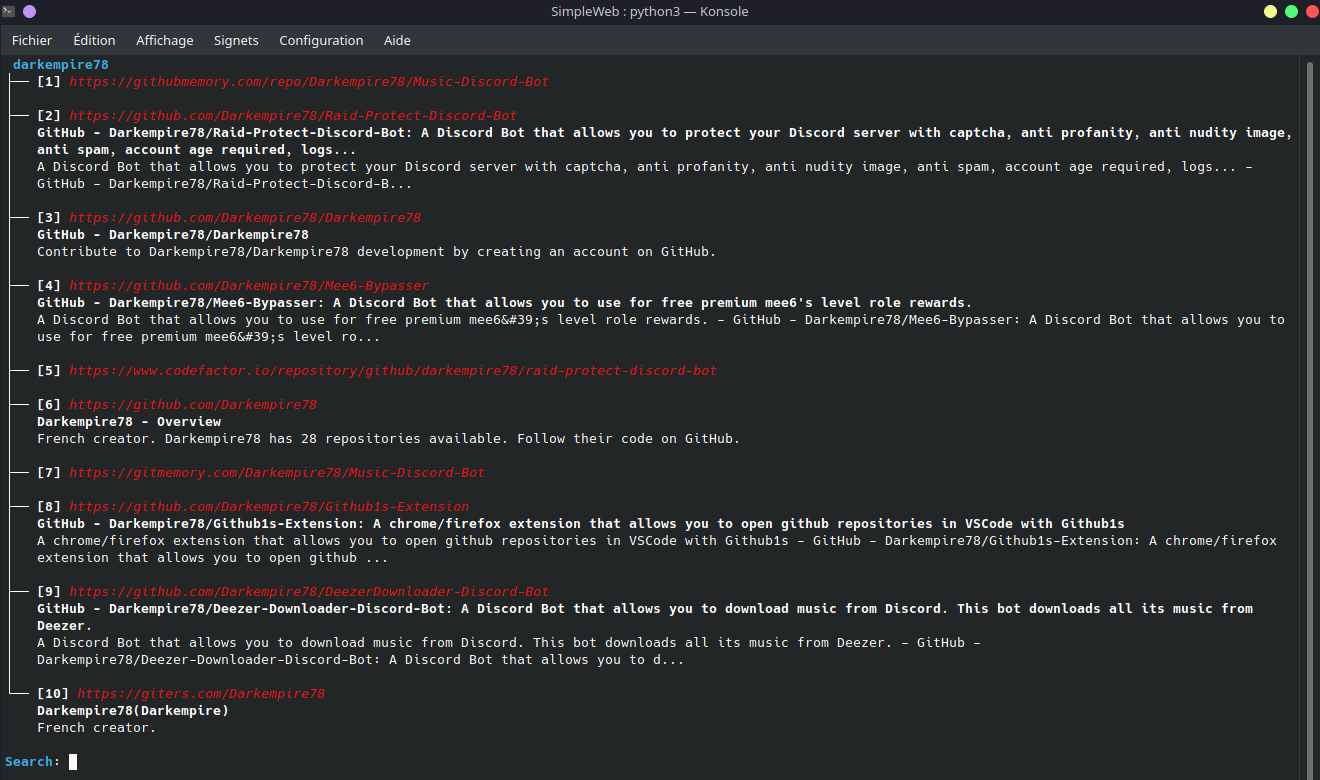 SimpleWeb : python3 — Konsole
Fichier Édition Affichage Signets Configuration Aide
darkempire78
[1] https://githubmemory.com/repo/Darkempire78/Music-Discord-Bot
[2] https://github.com/Darkempire78/Raid-Protect-Discord-Bot
GitHub - Darkempire78/Raid-Protect-Discord-Bot: A Discord Bot that allows you to protect your Discord server with captcha, anti profanity, anti nudity image,
anti spam, account age required, logs...
A Discord Bot that allows you to protect your Discord server with captcha, anti profanity, anti nudity image, anti spam, account age required, logs... -
GitHub - Darkempire78/Raid-Protect-Discord-B...
[3] https://github.com/Darkempire78/Darkempire78
GitHub - Darkempire78/Darkempire78
Contribute to Darkempire78/Darkempire78 development by creating an account on GitHub.
[4] https://github.com/Darkempire78/Mee6-Bypasser
GitHub - Darkempire78/Mee6-Bypasser: A Discord Bot that allows you to use for free premium mee6's level role rewards.
A Discord Bot that allows you to use for free premium mee6&#39;s level role rewards. - GitHub - Darkempire78/Mee6-Bypasser: A Discord Bot that allows you to
use for free premium mee6&#39;s level ro...
[5] https://www.codefactor.io/repository/github/darkempire78/raid-protect-discord-bot
[6] https://github.com/Darkempire78
Darkempire78 - Overview
French creator. Darkempire78 has 28 repositories available. Follow their code on GitHub.
[7] https://gitmemory.com/Darkempire78/Music-Discord-Bot
[8] https://github.com/Darkempire78/Github1s-Extension
GitHub - Darkempire78/Github1s-Extension: A chrome/firefox extension that allows you to open github repositories in VSCode with Github1s
A chrome/firefox extension that allows you to open github repositories in VSCode with Github1s - GitHub - Darkempire78/Github1s-Extension: A chrome/firefox
extension that allows you to open github ...
[9] https://github.com/Darkempire78/DeezerDownloader-Discord-Bot
GitHub - Darkempire78/Deezer-Downloader-Discord-Bot: A Discord Bot that allows you to download music from Discord. This bot downloads all its music from
Deezer.
A Discord Bot that allows you to download music from Discord. This bot downloads all its music from Deezer. - GitHub -
Darkempire78/Deezer-Downloader-Discord-Bot: A Discord Bot that allows you to d...
[10] https://giters.com/Darkempire78
Darkempire78(Darkempire)
French creator.
Search: